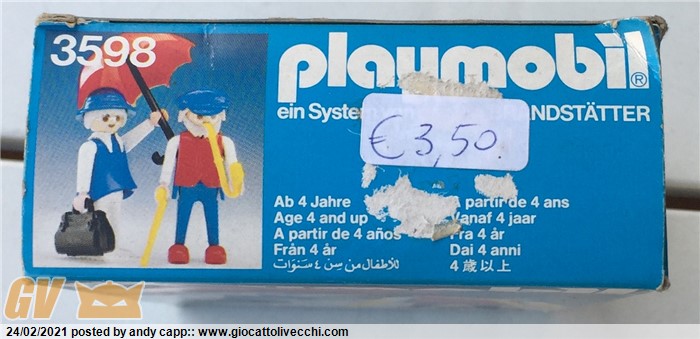 3598
playmobil®
ein System
NDSTÄTTER
€ 3,50.
Ab 4 Jahre
Age 4 and up
A partir de 4 años
Från 4 år
للأطفال من سن ٤ سنوات
A partir de 4 ans
Vanaf 4 jaar
Fra 4 år
Dai 4 anni
4歳以上
GV
24/02/2021 posted by andy capp:: www.giocattolivecchi.com